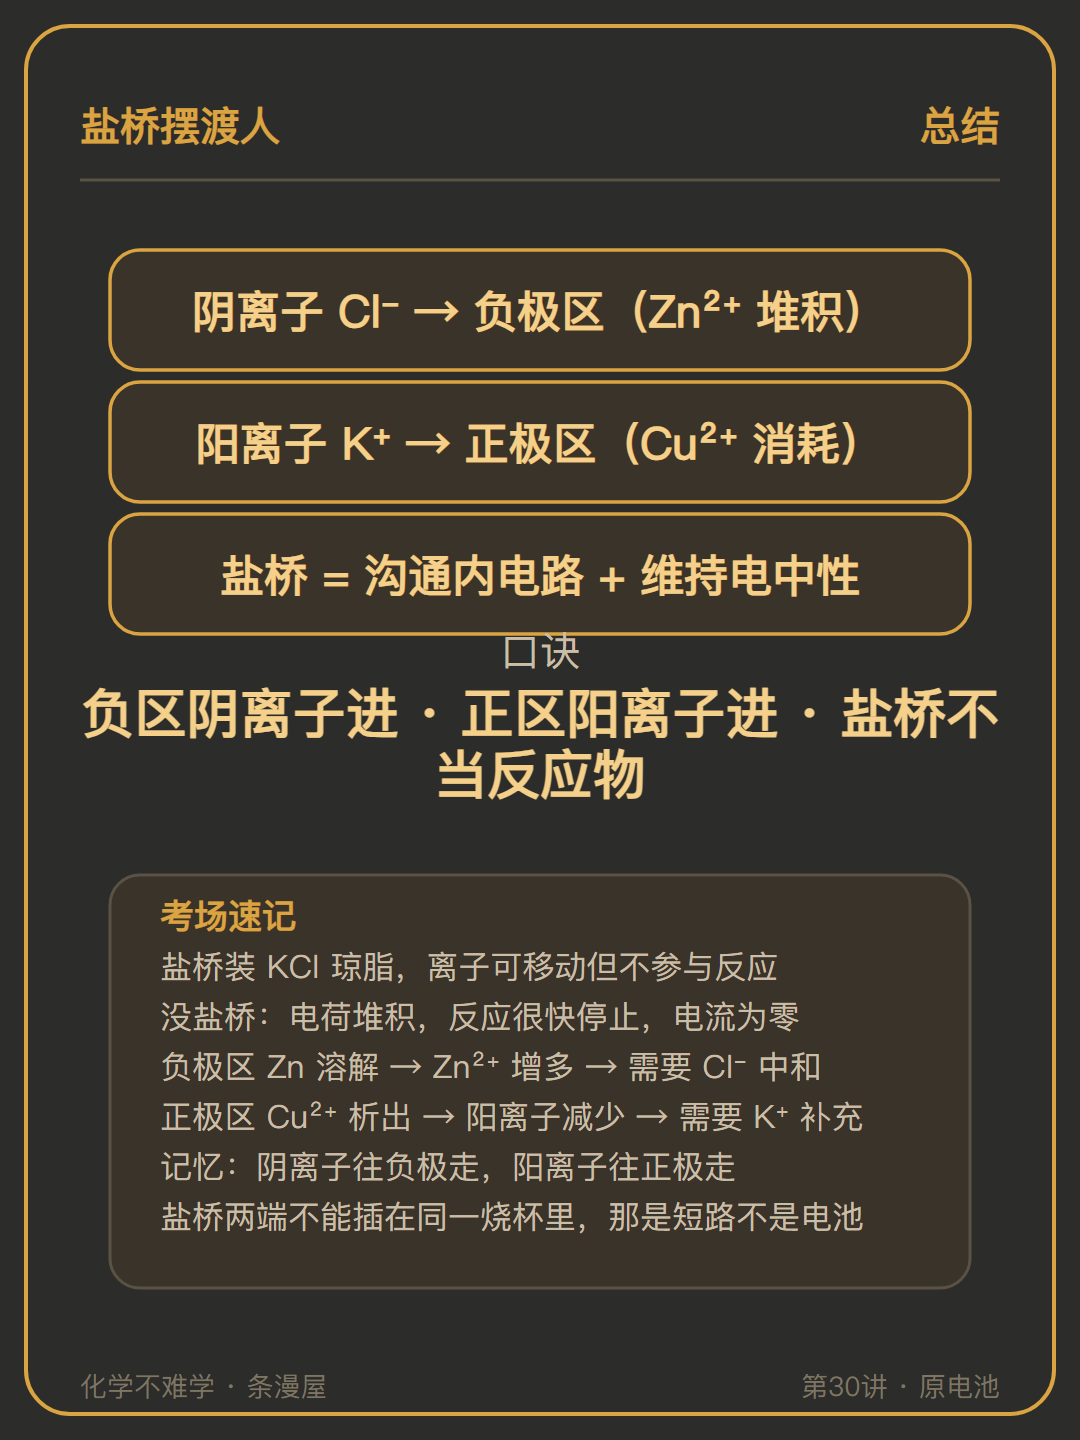 盐桥摆渡人
总结
阴离子 Cl⁻ → 负极区（Zn²⁺ 堆积）
阳离子 K⁺ → 正极区（Cu²⁺ 消耗）
盐桥 = 沟通内电路 + 维持电中性
口诀
负区阴离子进 · 正区阳离子进 · 盐桥不
当反应物
考场速记
盐桥装 KCl 琼脂，离子可移动但不参与反应
没盐桥：电荷堆积，反应很快停止，电流为零
负极区 Zn 溶解 → Zn²⁺ 增多 → 需要 Cl⁻ 中和
正极区 Cu²⁺ 析出 → 阳离子减少 → 需要 K⁺ 补充
记忆：阴离子往负极走，阳离子往正极走
盐桥两端不能插在同一烧杯里，那是短路不是电池
化学不难学 · 条漫屋
第30讲 · 原电池